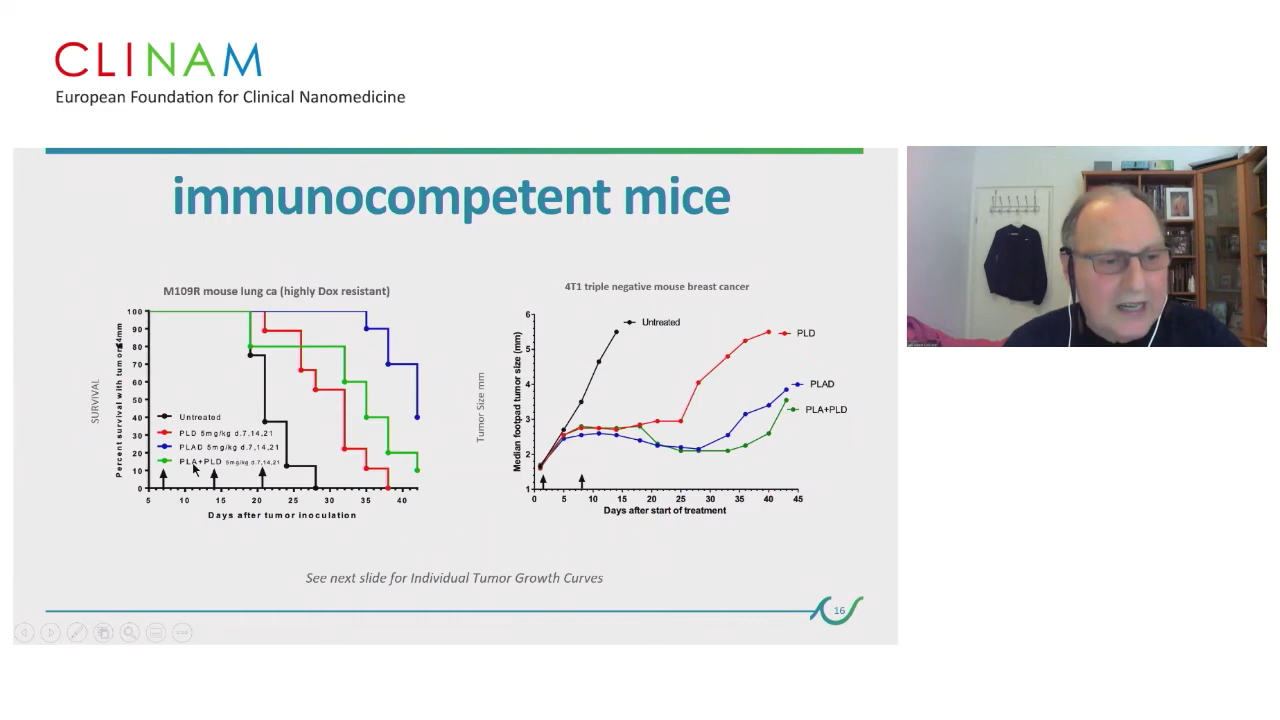 CLINAM
European Foundation for Clinical Nanomedicine
immunocompetent mice
M109R mouse lung ca (highly Dox resistant)
SURVIVAL
100
90
80
70
60
50
40
30
20
10
0
Untreated
PLD 5mg/kg d.7,14,21
PLAD 5mg/kg d.7,14,21
PLA+PLD 5mg/kg d.7,14,21
5 10 15 20 25 30 35 40
Days after tumor inoculation
4T1 triple negative mouse breast cancer
Tumor Size mm
Median footpad tumor size (mm)
6
5
4
3
2
1
Untreated
PLD
PLAD
PLA+PLD
0 5 10 15 20 25 30 35 40 45
Days after start of treatment
See next slide for Individual Tumor Growth Curves
16